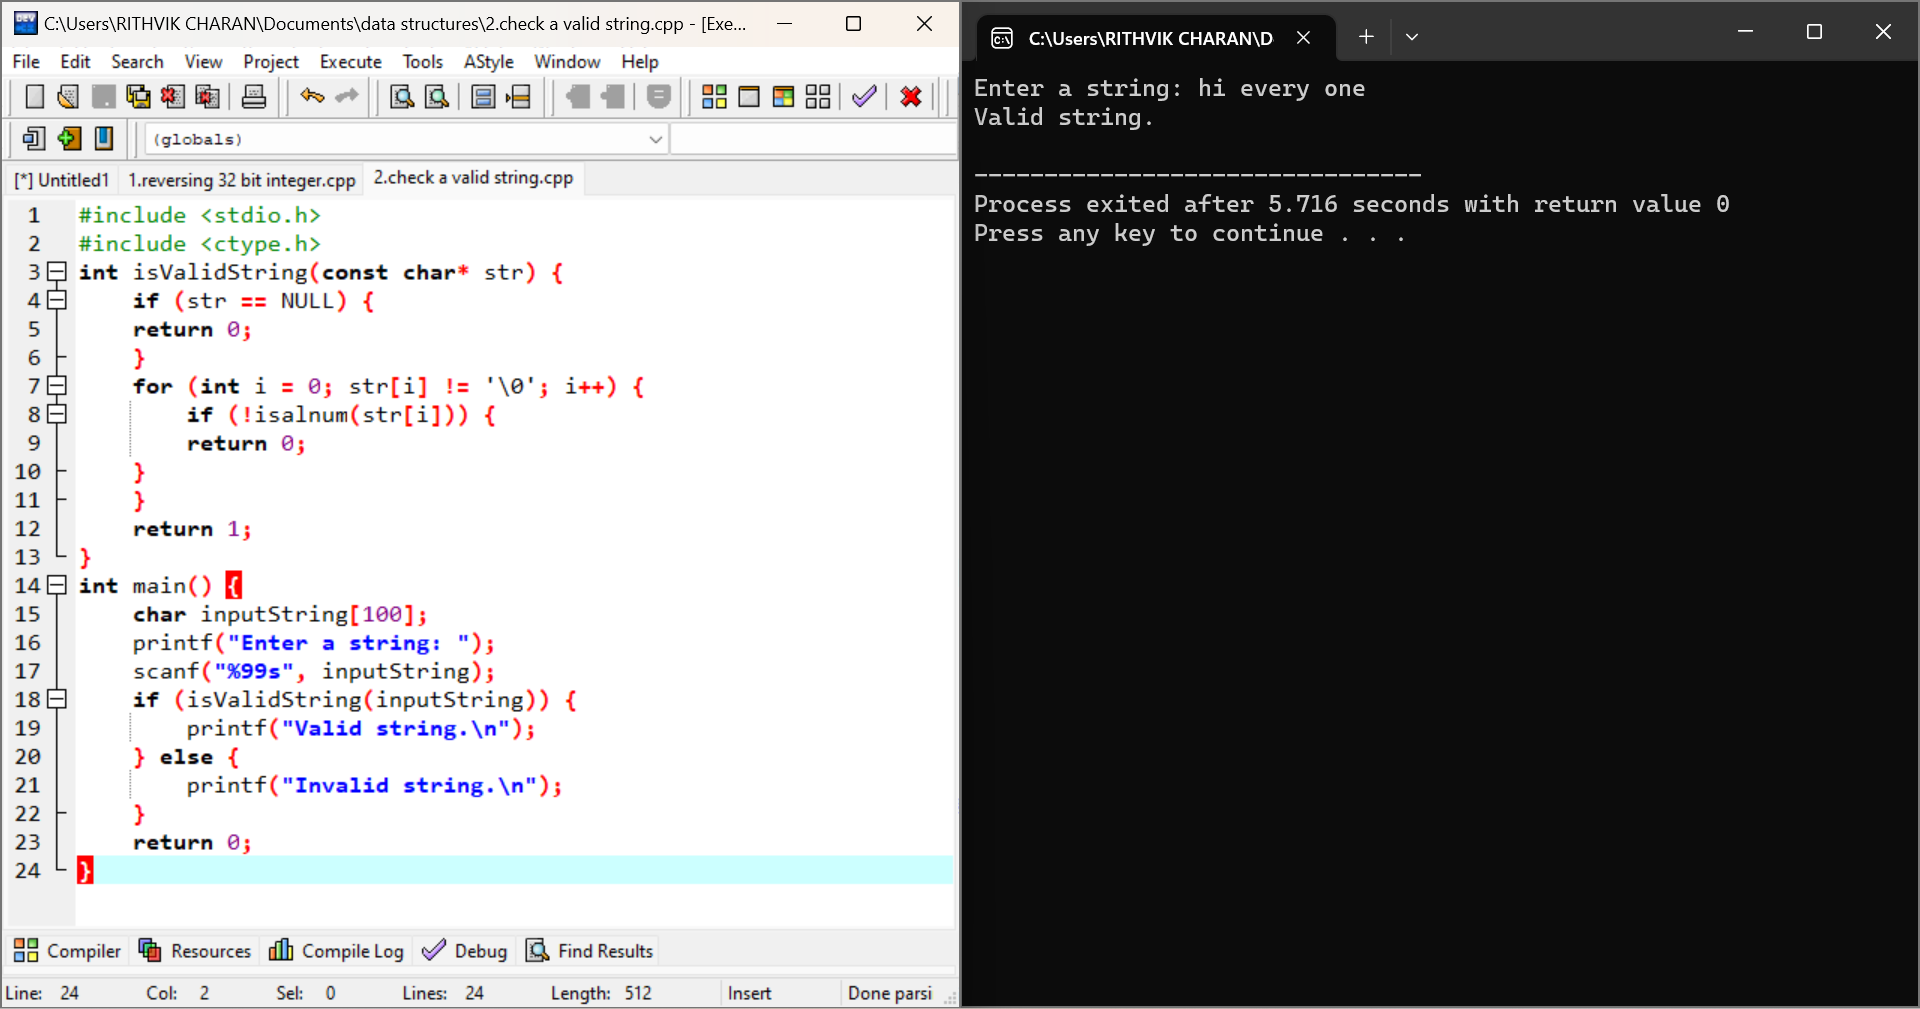 C:\Users\RITHVIK CHARAN\Documents\data structures\2.check a valid string.cpp - [Exe...
File Edit Search View Project Execute Tools AStyle Window Help
(globals)
[*] Untitled1 1.reversing 32 bit integer.cpp 2.check a valid string.cpp
1 #include <stdio.h>
2 #include <ctype.h>
3 int isValidString(const char* str) {
4 if (str == NULL) {
5 return 0;
6 }
7 for (int i = 0; str[i] != '\0'; i++) {
8 if (!isalnum(str[i])) {
9 return 0;
10 }
11 }
12 return 1;
13 }
14 int main() {
15 char inputString[100];
16 printf("Enter a string: ");
17 scanf("%99s", inputString);
18 if (isValidString(inputString)) {
19 printf("Valid string.\n");
20 } else {
21 printf("Invalid string.\n");
22 }
23 return 0;
24 }
Compiler Resources Compile Log Debug Find Results
Line: 24 Col: 2 Sel: 0 Lines: 24 Length: 512 Insert Done parsi
C:\Users\RITHVIK CHARAN\D
Enter a string: hi every one
Valid string.
--------------------------------
Process exited after 5.716 seconds with return value 0
Press any key to continue . . .